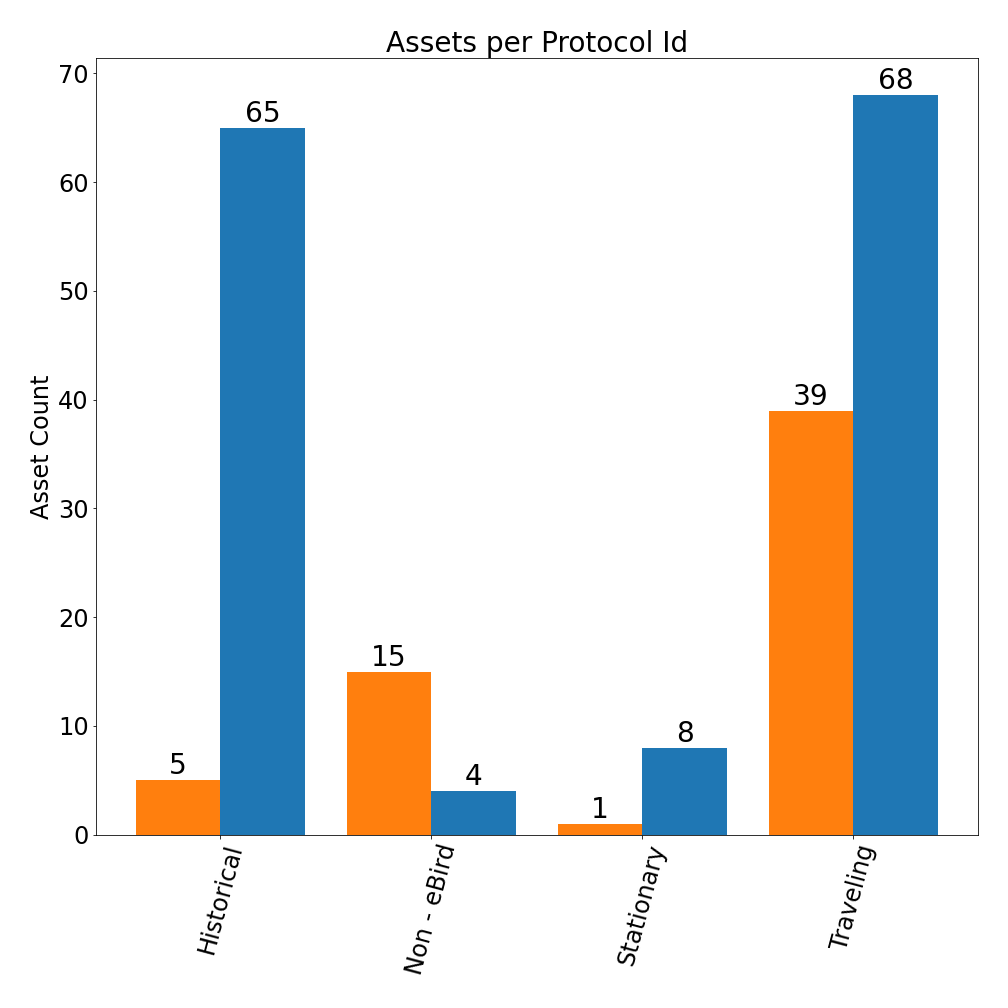 Assets per Protocol Id
Asset Count
70
60
50
40
30
20
10
0
5
65
15
4
1
8
39
68
Historical
Non - eBird
Stationary
Traveling